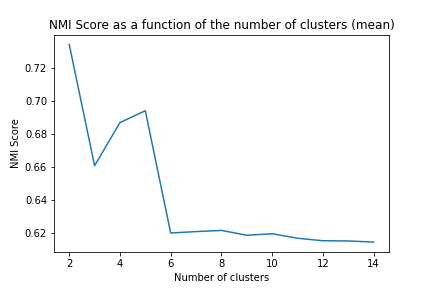 NMI Score as a function of the number of clusters (mean)
NMI Score
0.72
0.70
0.68
0.66
0.64
0.62
2 4 6 8 10 12 14
Number of clusters